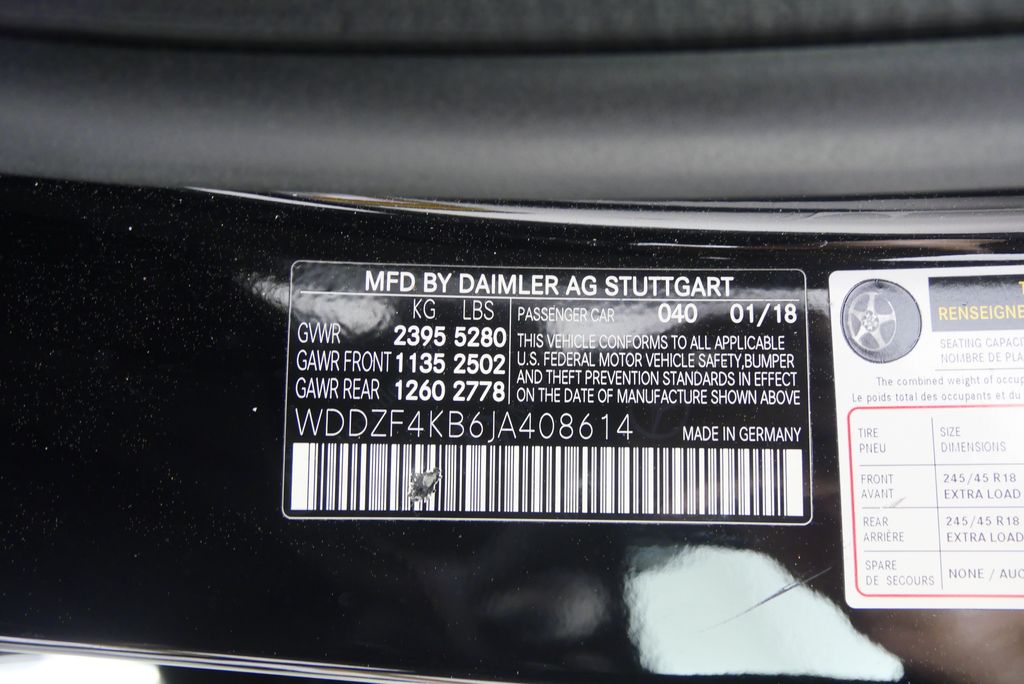 MFD BY DAIMLER AG STUTTGART
KG LBS
GVWR 2395 5280
GAWR FRONT 1135 2502
GAWR REAR 1260 2778
PASSENGER CAR 040 01/18
THIS VEHICLE CONFORMS TO ALL APPLICABLE
U.S. FEDERAL MOTOR VEHICLE SAFETY,BUMPER
AND THEFT PREVENTION STANDARDS IN EFFECT
ON THE DATE OF MANUFACTURE SHOWN ABOVE
WDDZF4KB6JA408614 MADE IN GERMANY
RENSEIGNE
SEATING CAPACI
NOMBRE DE PLA
The combined weight of occup
Le poids total des occupants et du
TIRE SIZE
PNEU DIMENSIONS
FRONT 245/45 R18
AVANT EXTRA LOAD
REAR 245/45 R18
ARRIÈRE EXTRA LOAD
SPARE
DE SECOURS NONE / AUC